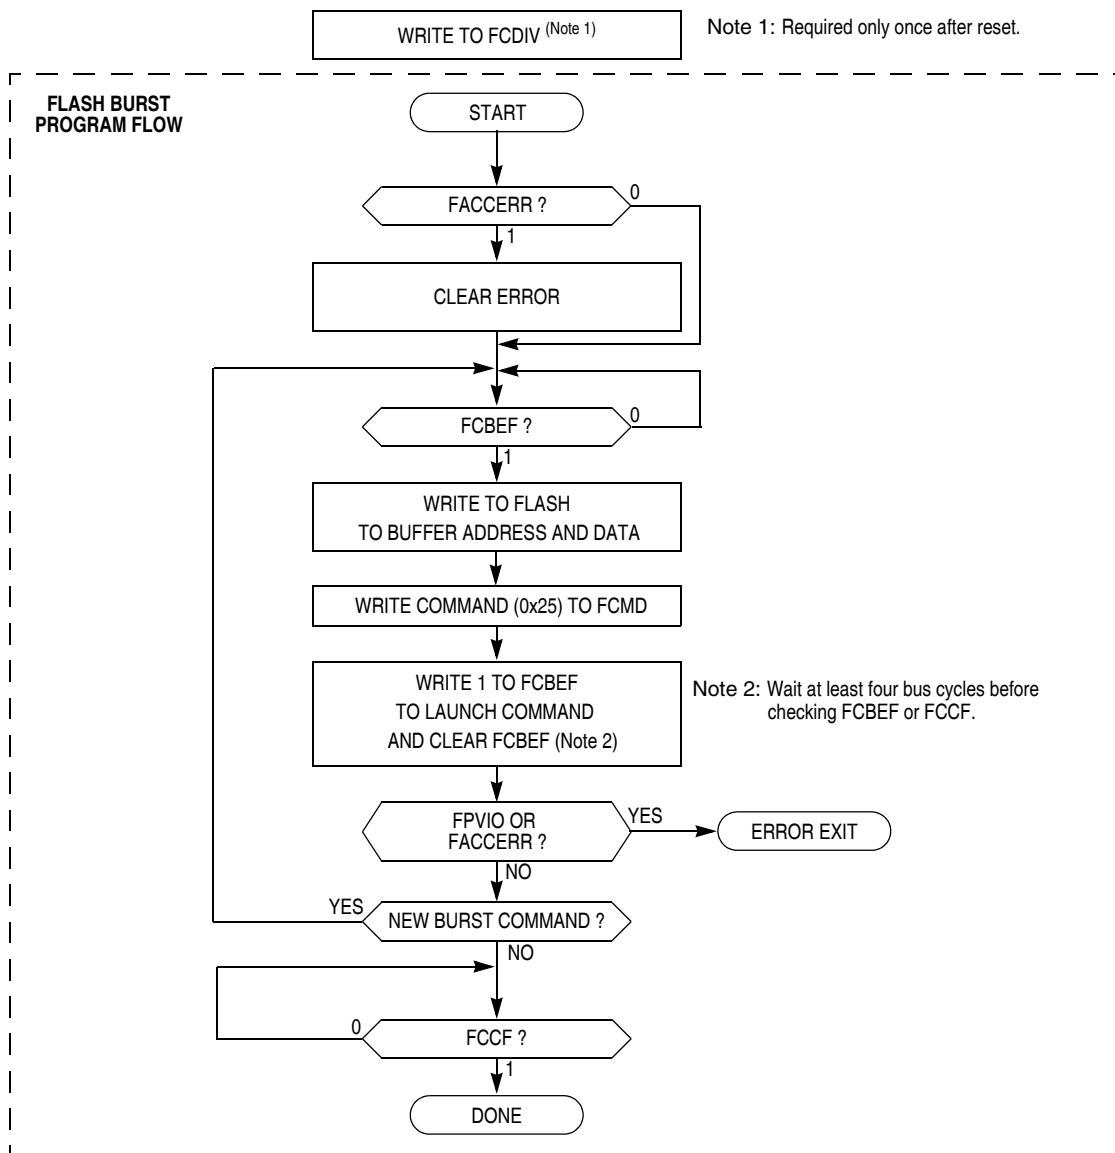 WRITE TO FCDIV (Note 1)
Note 1: Required only once after reset.
FLASH BURST
PROGRAM FLOW
START
FACCERR ?
0
1
CLEAR ERROR
FCBEF ?
0
1
WRITE TO FLASH
TO BUFFER ADDRESS AND DATA
WRITE COMMAND (0x25) TO FCMD
WRITE 1 TO FCBEF
TO LAUNCH COMMAND
AND CLEAR FCBEF (Note 2)
Note 2: Wait at least four bus cycles before
checking FCBEF or FCCF.
FPVIO OR
FACCERR ?
YES
ERROR EXIT
NO
YES
NEW BURST COMMAND ?
NO
0
FCCF ?
1
DONE